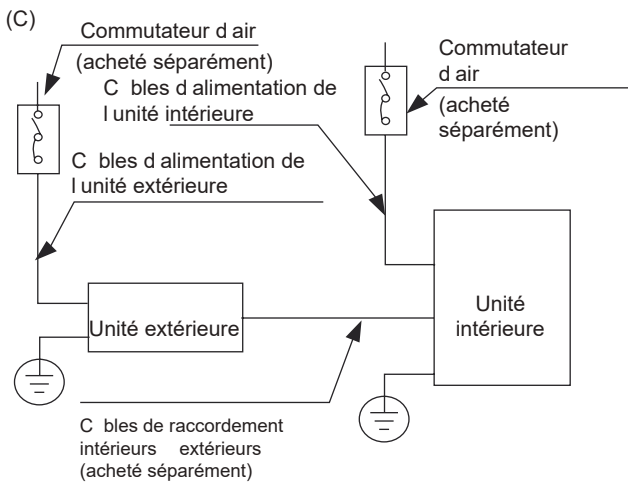 (C)
Commutateur d air
(acheté séparément)
C bles d alimentation de
l unité intérieure
Commutateur
d air
(acheté
séparément)
C bles d alimentation de
l unité extérieure
Unité extérieure
Unité
intérieure
C bles de raccordement
intérieurs extérieurs
(acheté séparément)